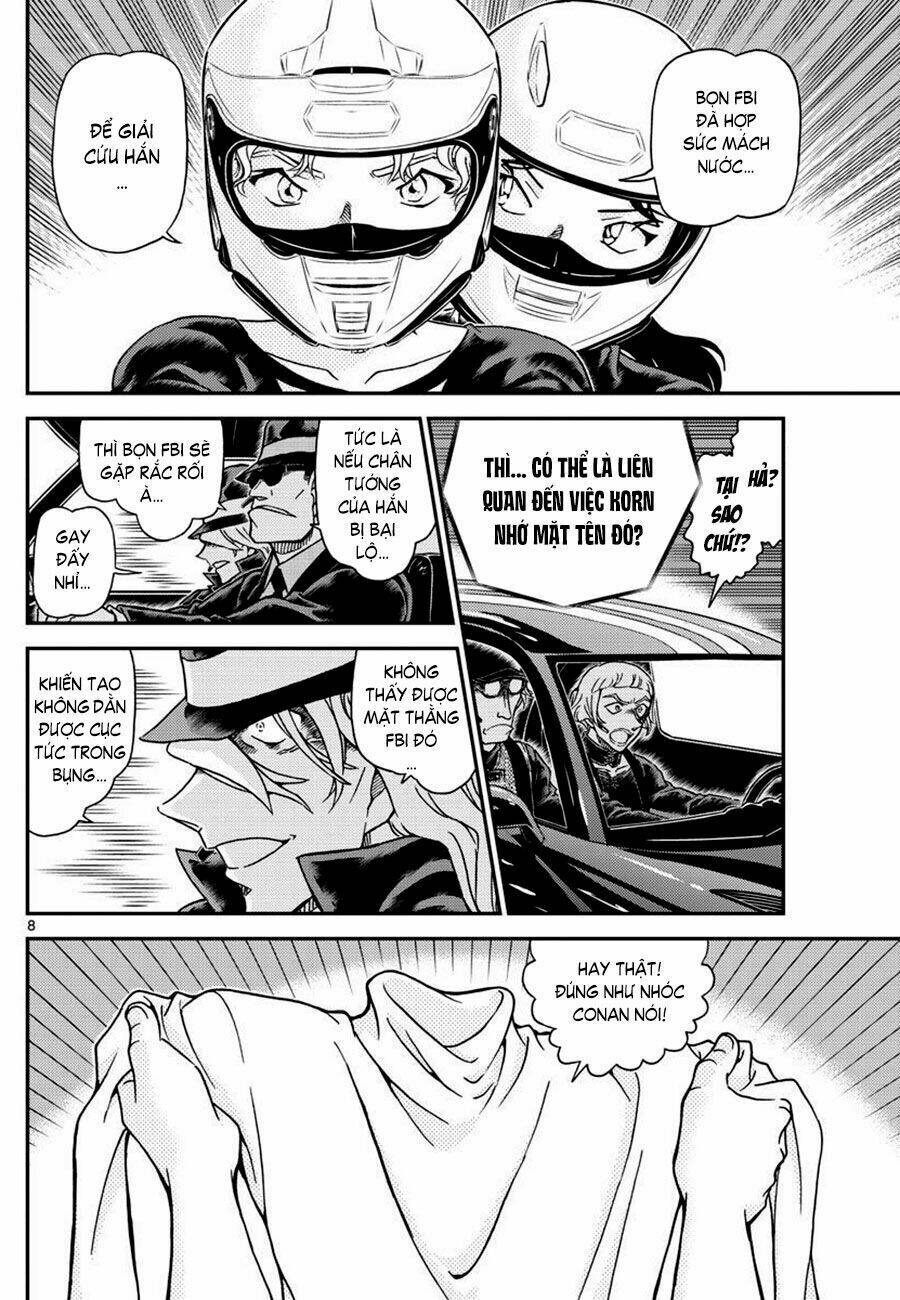 BỌN FBI
ĐÀ HỢP
SỨC MÁCH
NƯỚC...
ĐỂ GIẢI
CỨU HẮN
...
HẢ?
TẠI
SAO
CHỨ!?
THÌ... CÓ THỂ LÀ LIÊN
QUAN ĐẾN VIỆC KORN
NHỚ MẶT TÊN ĐÓ?
TỨC LÀ
NẾU CHÂN
TƯỚNG
CỦA HẮN
BỊ BẠI
LỘ...
THÌ BỌN FBI SẼ
GẶP RẮC RỐI
À...
GAY
ĐẤY
NHỈ...
KHÔNG
THẤY ĐƯỢC
MẶT THẰNG
FBI ĐÓ
...
KHIẾN TAO
KHÔNG DẰN
ĐƯỢC CỤC
TỨC TRONG
BỤNG...
8
HAY THẬT!
ĐÚNG NHƯ NHÓC
CONAN NÓI!